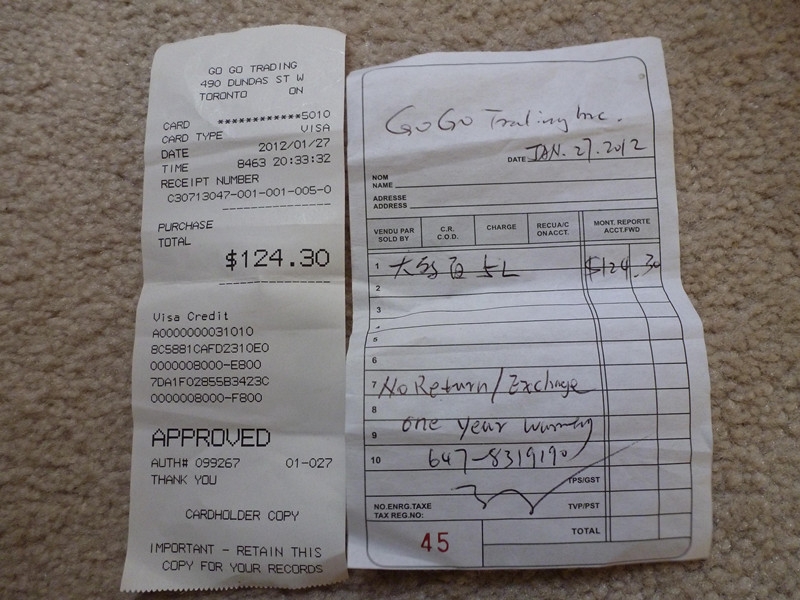 GO GO TRADING
490 DUNDAS ST W
TORONTO ON
CARD ************5010
CARD TYPE VISA
DATE 2012/01/27
TIME 8463 20:33:32
RECEIPT NUMBER
C30713047-001-001-005-0
PURCHASE
TOTAL
$124.30
Visa Credit
A0000000031010
8C5881CAFD2310E0
0000008000-E800
7DA1F02855B3423C
0000008000-F800
APPROVED
AUTH# 099267 01-027
THANK YOU
CARDHOLDER COPY
IMPORTANT - RETAIN THIS
COPY FOR YOUR RECORDS
GoGo Trading Inc.
DATE JAN. 27. 2012
NOM
NAME
ADRESSE
ADDRESS
VENDU PAR
SOLD BY
C.R.
C.O.D.
CHARGE
RECUA/C
ON ACCT.
MONT. REPORTE
ACCT.FWD
1 $124.30
2
3
4
5
6
7 No Return/Exchange
8
9 one year
10 647-8319190
TPS/GST
NO.ENRG.TAXE
TAX REG.NO:
TVP/PST
45
TOTAL